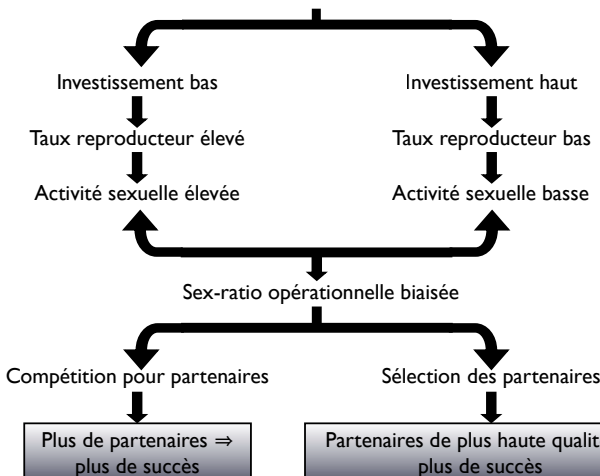 Investissement bas
Investissement haut
Taux reproducteur élevé
Taux reproducteur bas
Activité sexuelle élevée
Activité sexuelle basse
Sex-ratio opérationnelle biaisée
Compétition pour partenaires
Sélection des partenaires
Plus de partenaires ⇒
plus de succès
Partenaires de plus haute qualit
plus de succès